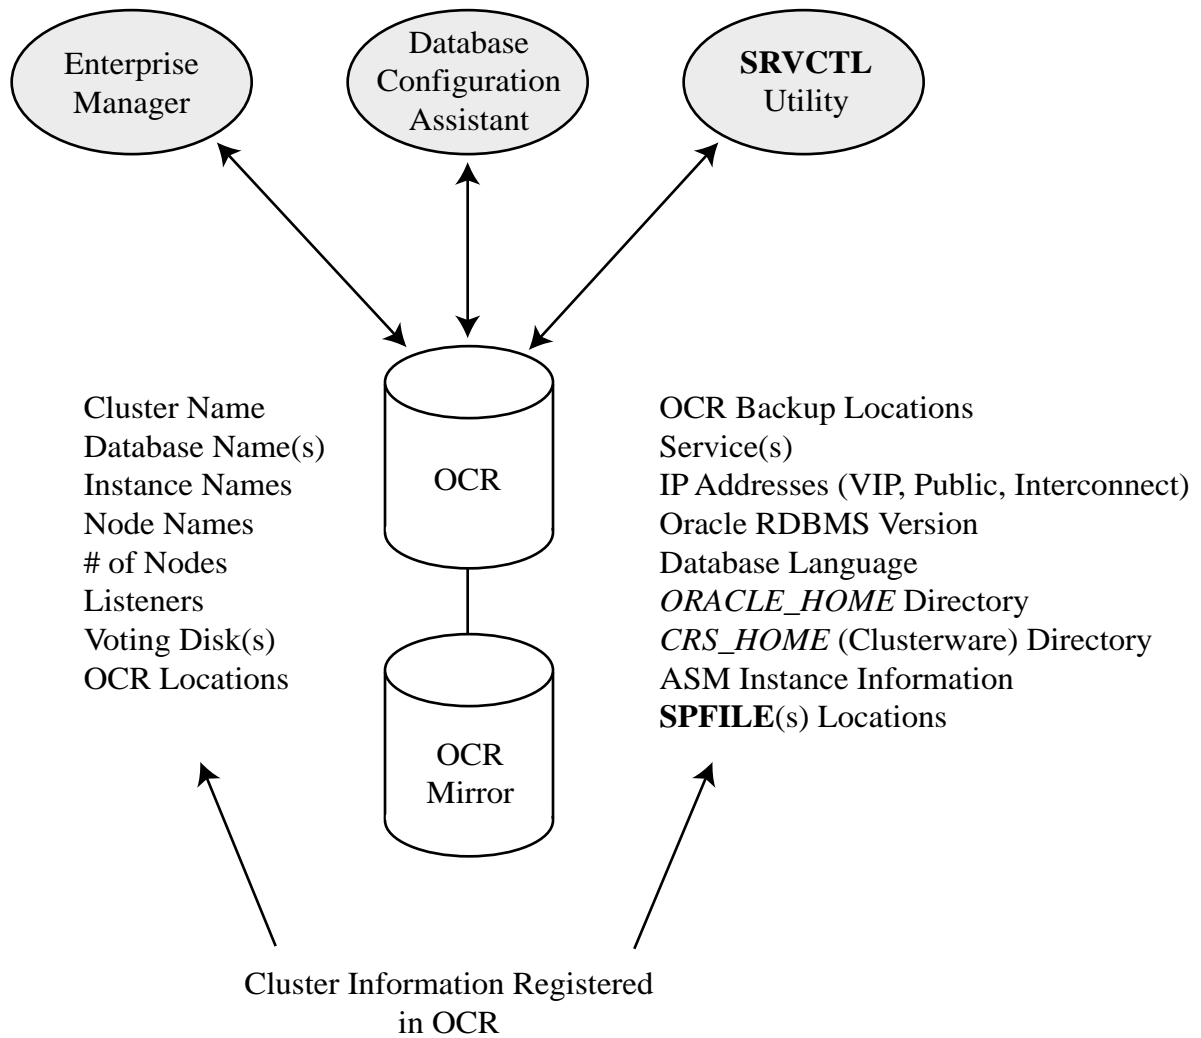 Enterprise
Manager
Database
Configuration
Assistant
SRVCTL
Utility
Cluster Name
Database Name(s)
Instance Names
Node Names
# of Nodes
Listeners
Voting Disk(s)
OCR Locations
OCR
OCR
Mirror
OCR Backup Locations
Service(s)
IP Addresses (VIP, Public, Interconnect)
Oracle RDBMS Version
Database Language
ORACLE_HOME Directory
CRS_HOME (Clusterware) Directory
ASM Instance Information
SPFILE(s) Locations
Cluster Information Registered
in OCR